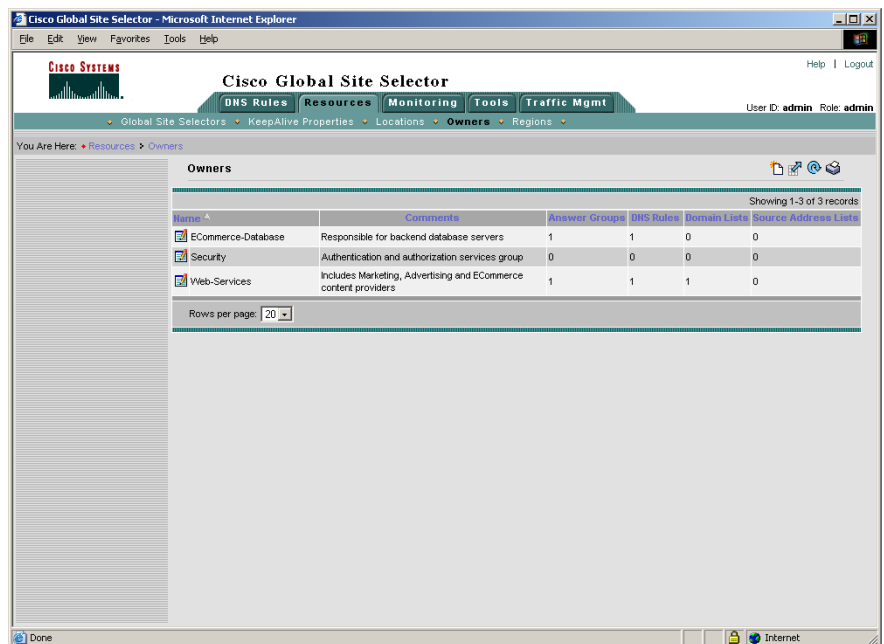 Cisco Global Site Selector - Microsoft Internet Explorer
File Edit View Favorites Tools Help
Help | Logout
CISCO SYSTEMS
Cisco Global Site Selector
DNS Rules Resources Monitoring Tools Traffic Mgmt
User ID: admin Role: admin
Global Site Selectors KeepAlive Properties Locations Owners Regions
You Are Here: Resources Owners
Owners
Showing 1-3 of 3 records
Name Comments Answer Groups DNS Rules Domain Lists Source Address Lists
ECommerce-Database Responsible for backend database servers 1 1 0 0
Security Authentication and authorization services group 0 0 0 0
Web-Services Includes Marketing, Advertising and ECommerce content providers 1 1 1 0
Rows per page: 20
Done Internet